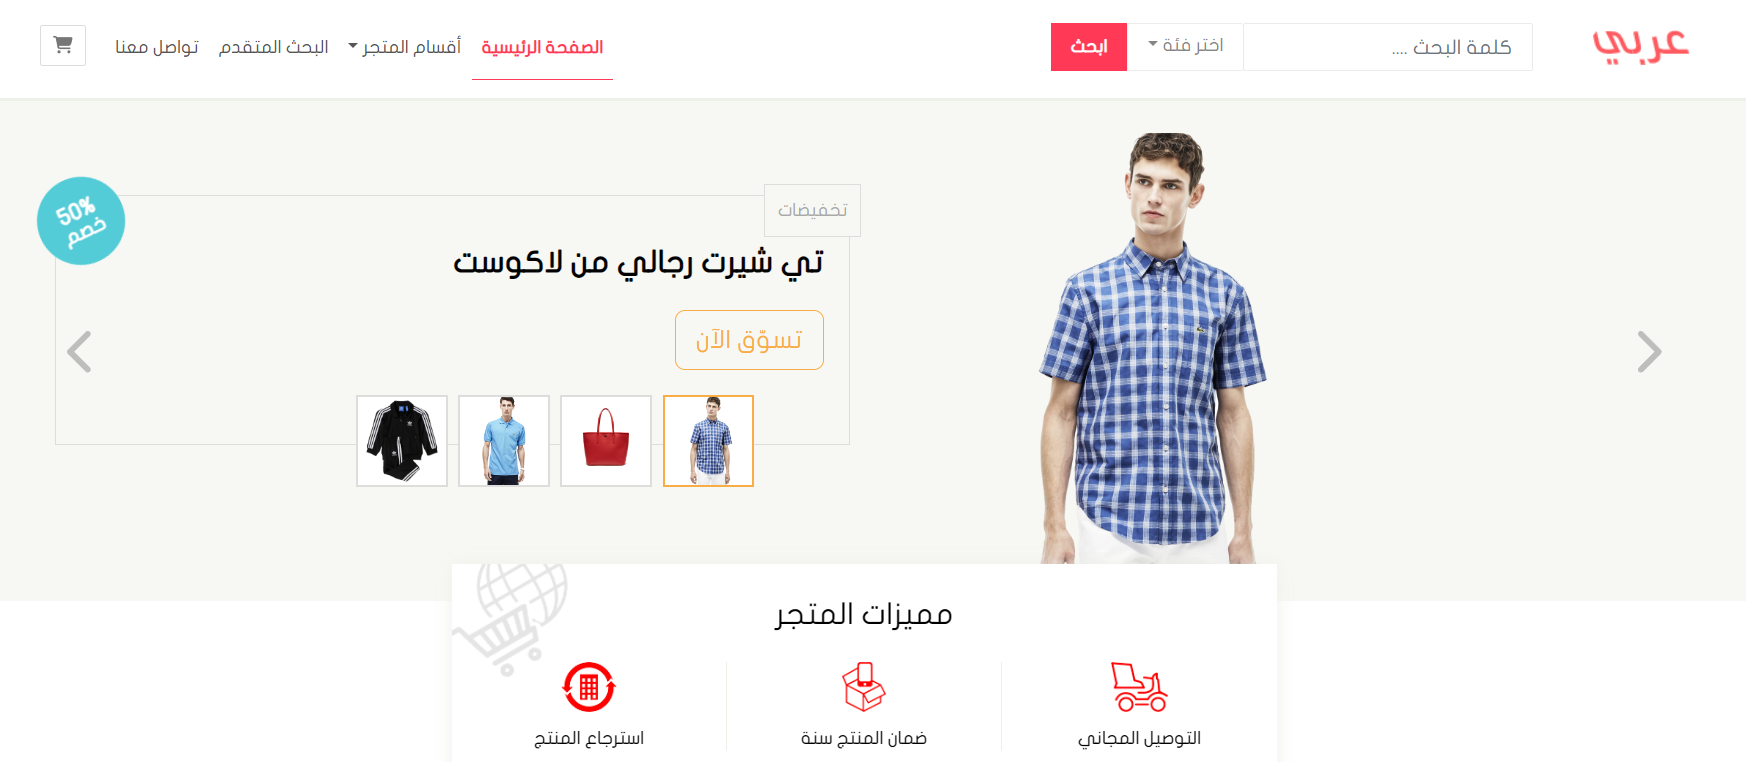 عربي
كلمة البحث ....
اختر فئة
ابحث
الصفحة الرئيسية
أقسام المتجر
البحث المتقدم
تواصل معنا
تخفيضات
50%
خصم
تي شيرت رجالي من لاكوست
تسوّق الآن
مميزات المتجر
التوصيل المجاني
ضمان المنتج سنة
استرجاع المنتج